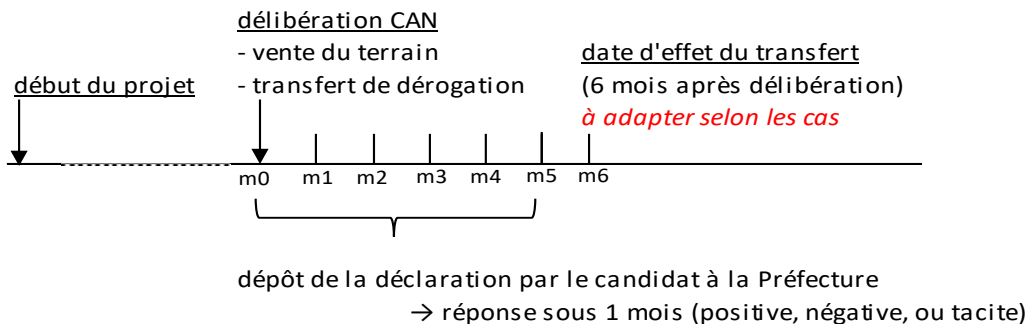 délibération CAN
- vente du terrain
- transfert de dérogation
début du projet
date d'effet du transfert
(6 mois après délibération)
à adapter selon les cas
m0 m1 m2 m3 m4 m5 m6
dépôt de la déclaration par le candidat à la Préfecture
→ réponse sous 1 mois (positive, négative, ou tacite)